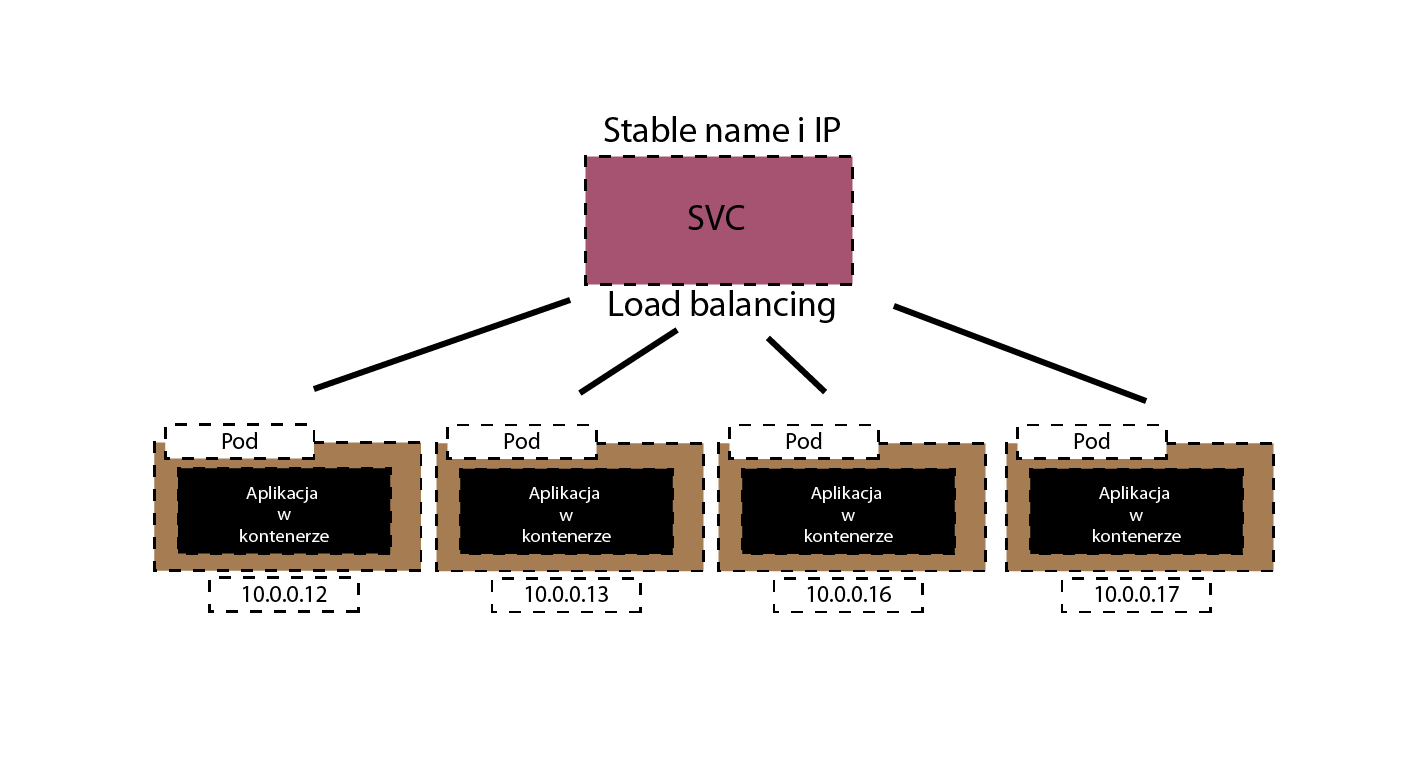 Stable name i IP
SVC
Load balancing
Pod
Aplikacja
w
kontenerze
10.0.0.12
Pod
Aplikacja
w
kontenerze
10.0.0.13
Pod
Aplikacja
w
kontenerze
10.0.0.16
Pod
Aplikacja
w
kontenerze
10.0.0.17